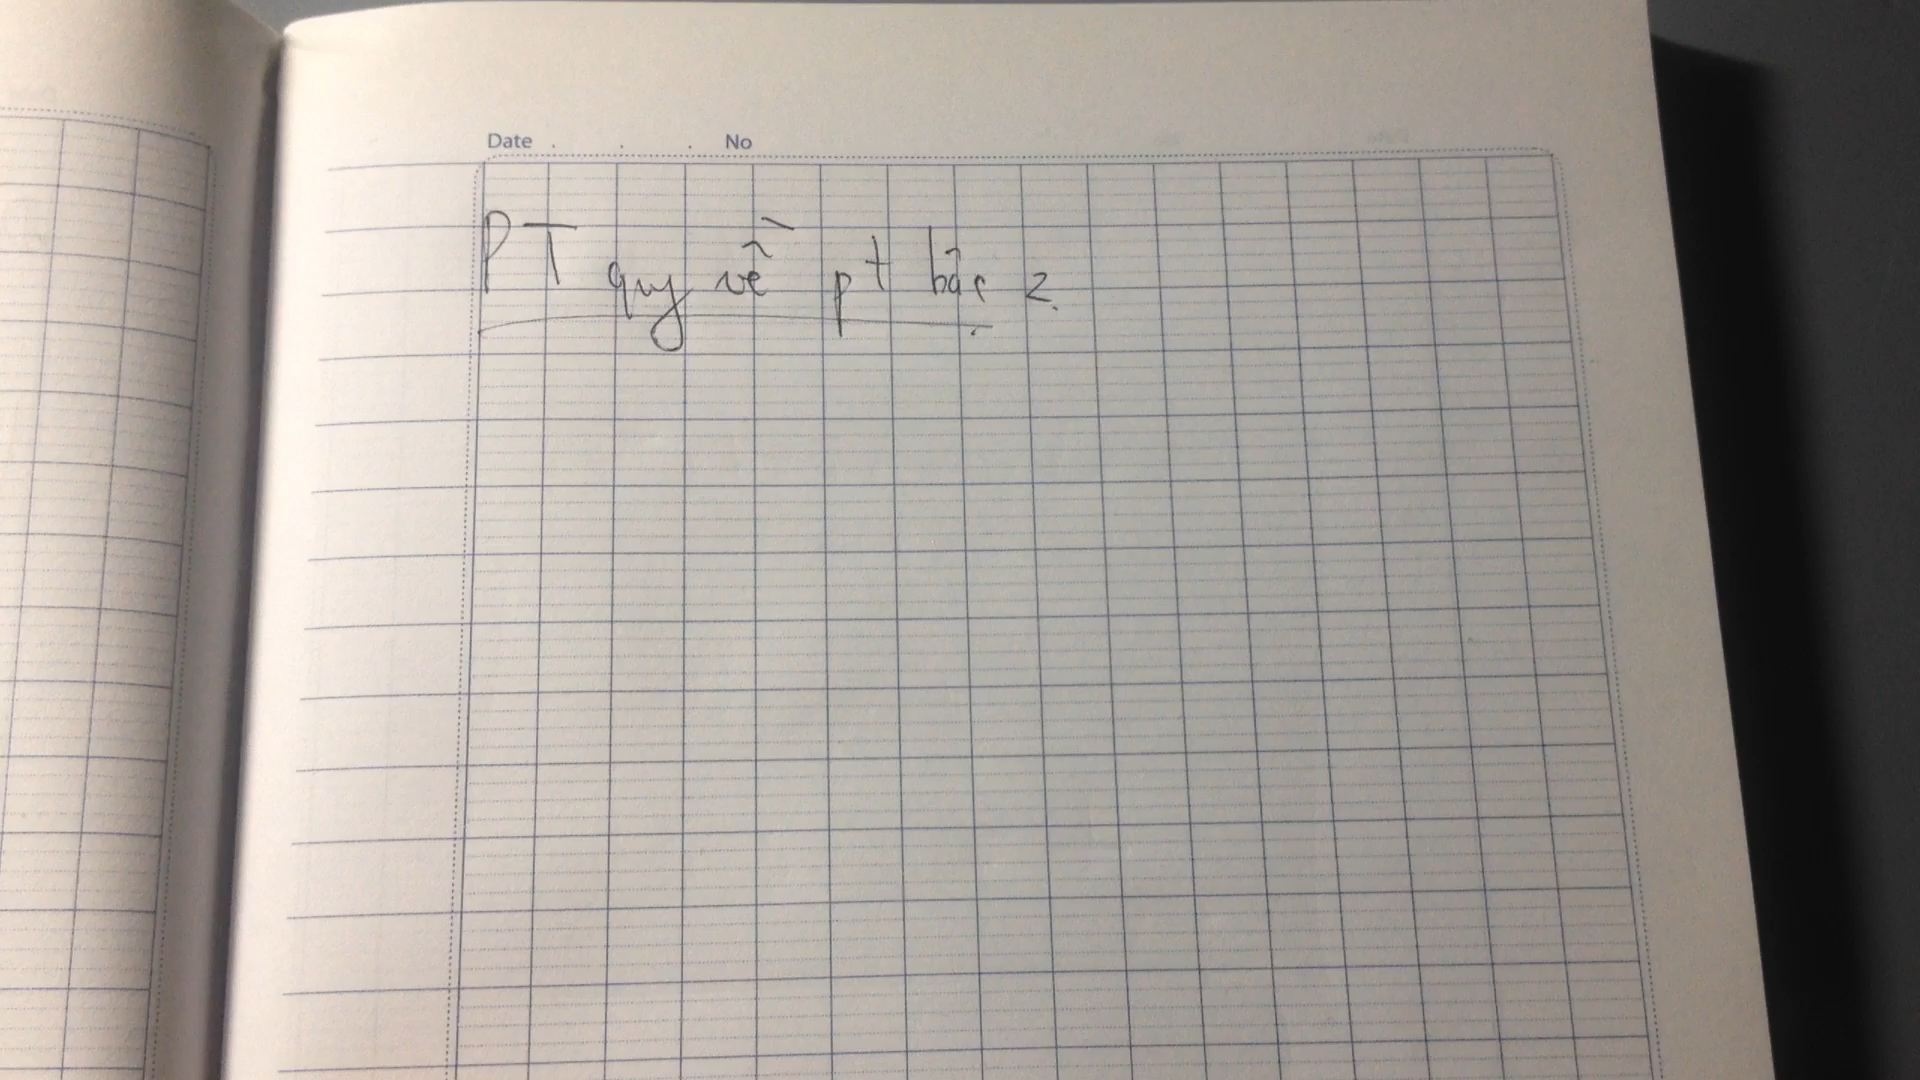 Date . . . No
PT quy về pt bậc 2.